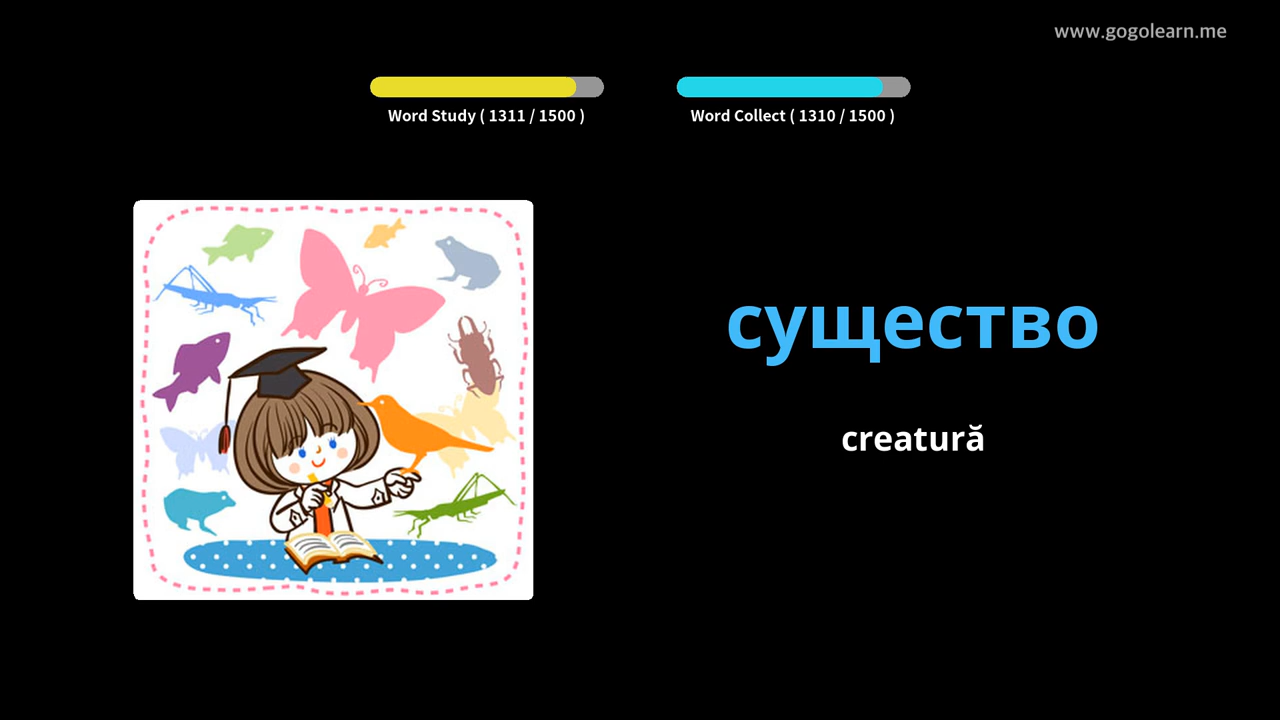 www.gogolearn.me
Word Study ( 1311 / 1500 )
Word Collect ( 1310 / 1500 )
существо
creatură